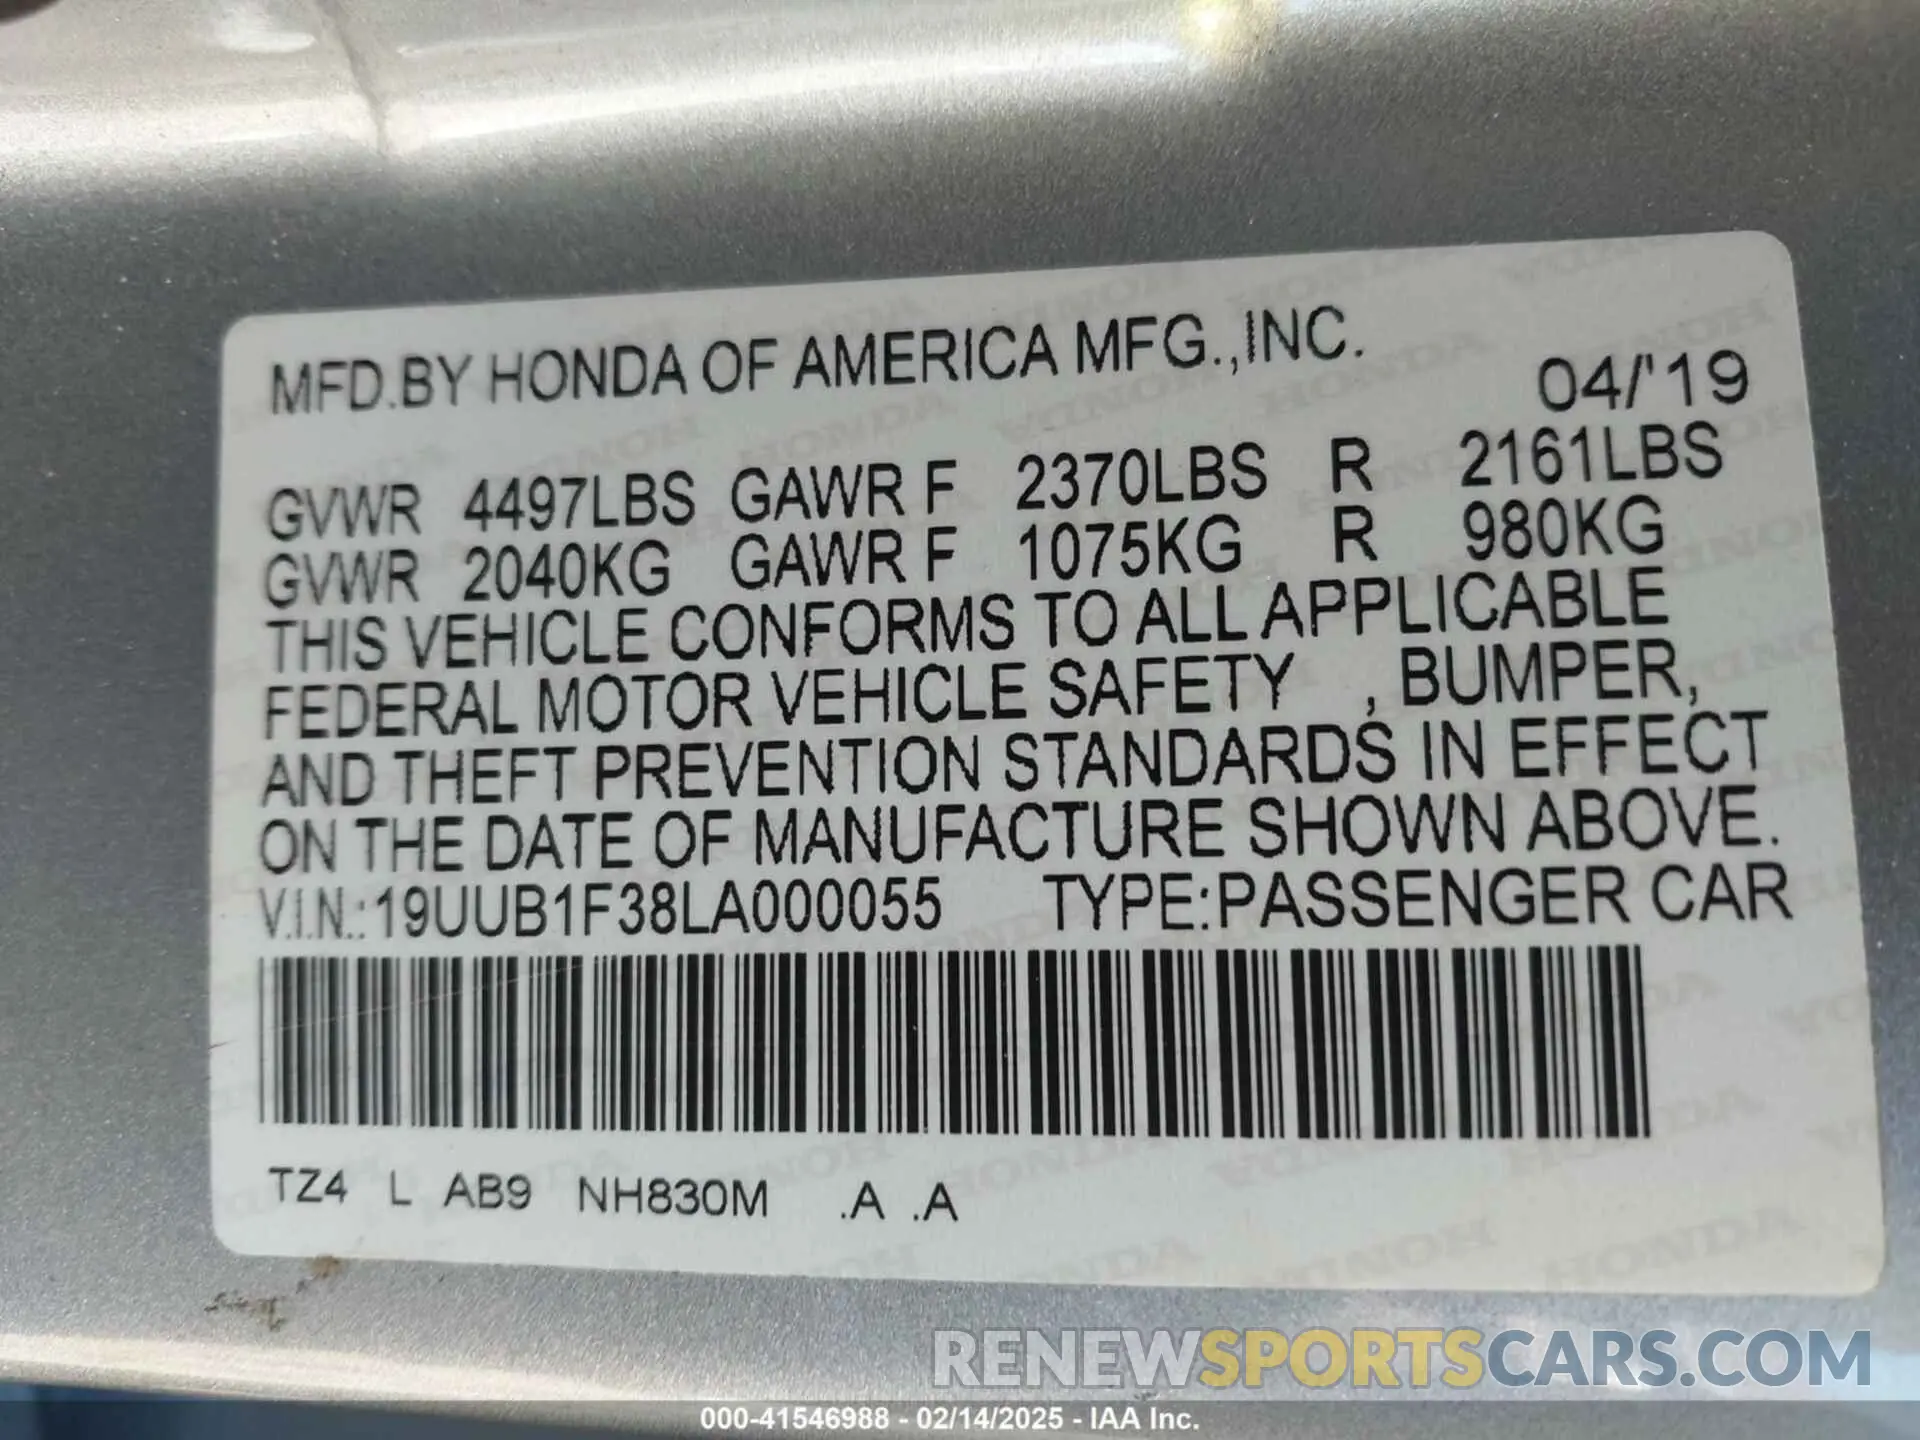 MFD.BY HONDA OF AMERICA MFG.,INC.
04/'19
GVWR 4497LBS GAWR F 2370LBS R 2161LBS
GVWR 2040KG GAWR F 1075KG R 980KG
THIS VEHICLE CONFORMS TO ALL APPLICABLE
FEDERAL MOTOR VEHICLE SAFETY , BUMPER,
AND THEFT PREVENTION STANDARDS IN EFFECT
ON THE DATE OF MANUFACTURE SHOWN ABOVE.
V.I.N.:19UUB1F38LA000055 TYPE:PASSENGER CAR
TZ4 L AB9 NH830M .A .A
RENEWSPORTSCARS.COM
000-41546988 - 02/14/2025 - IAA Inc.